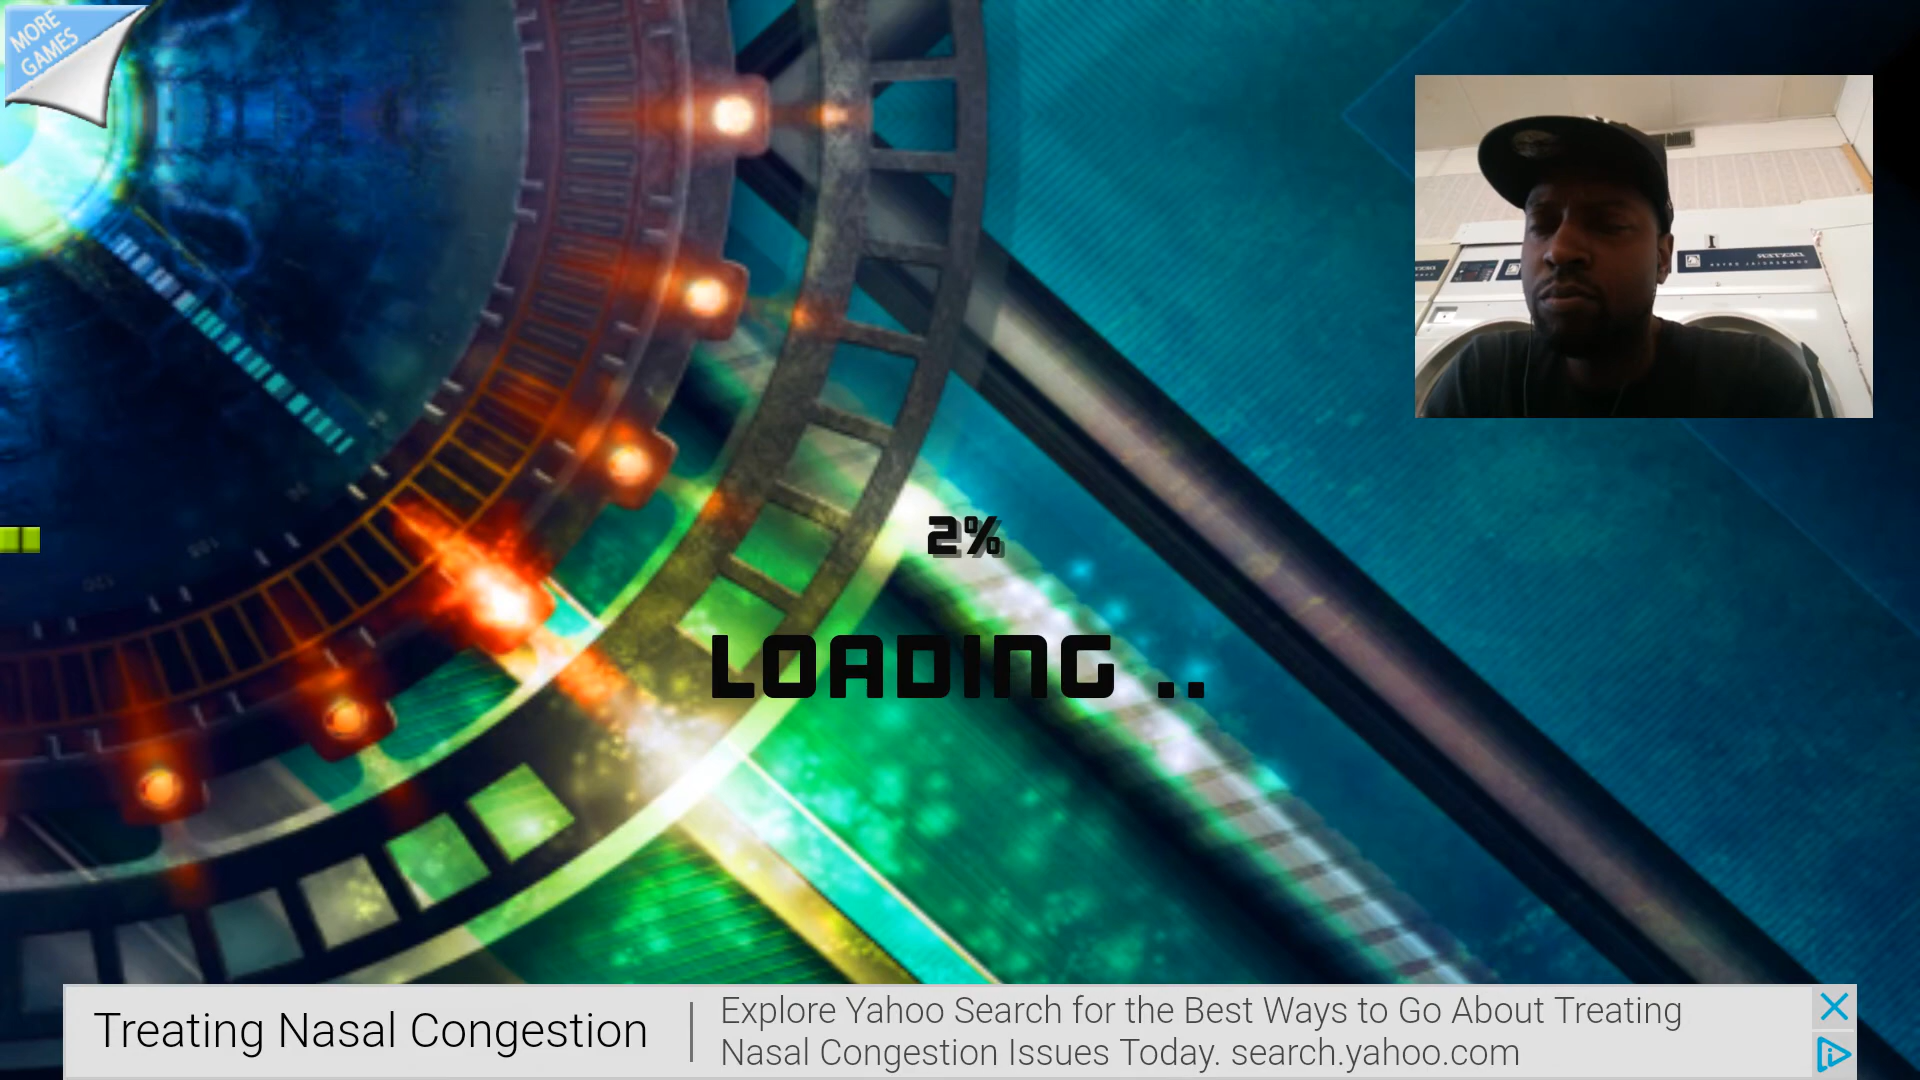 MORE
GAMES
2%
LOADING ..
Treating Nasal Congestion
Explore Yahoo Search for the Best Ways to Go About Treating
Nasal Congestion Issues Today. search.yahoo.com